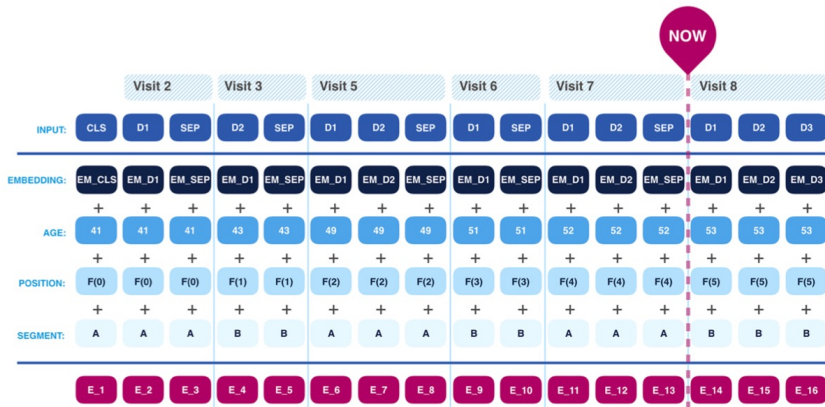 NOW
Visit 2 Visit 3 Visit 5 Visit 6 Visit 7 Visit 8
INPUT: CLS D1 SEP D2 SEP D1 D2 SEP D1 SEP D1 D2 SEP D1 D2 D3
EMBEDDING: EM_CLS EM_D1 EM_SEP EM_D1 EM_SEP EM_D1 EM_D2 EM_SEP EM_D1 EM_SEP EM_D1 EM_D2 EM_SEP EM_D1 EM_D2 EM_D3
+ + + + + + + + + + + + + + + +
AGE: 41 41 41 43 43 49 49 49 51 51 52 52 52 53 53 53
+ + + + + + + + + + + + + + + +
POSITION: F(0) F(0) F(0) F(1) F(1) F(2) F(2) F(2) F(3) F(3) F(4) F(4) F(4) F(5) F(5) F(5)
+ + + + + + + + + + + + + + + +
SEGMENT: A A A B B A A A B B A A A B B B
E_1 E_2 E_3 E_4 E_5 E_6 E_7 E_8 E_9 E_10 E_11 E_12 E_13 E_14 E_15 E_16